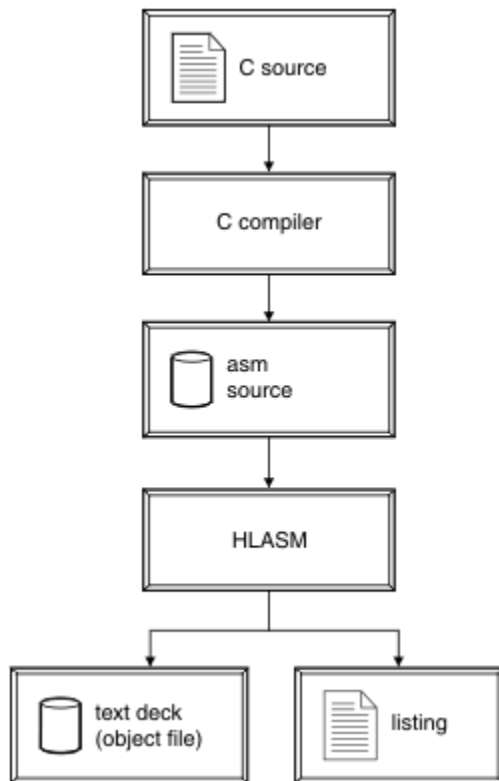 C source
C compiler
asm
source
HLASM
text deck
(object file)
listing